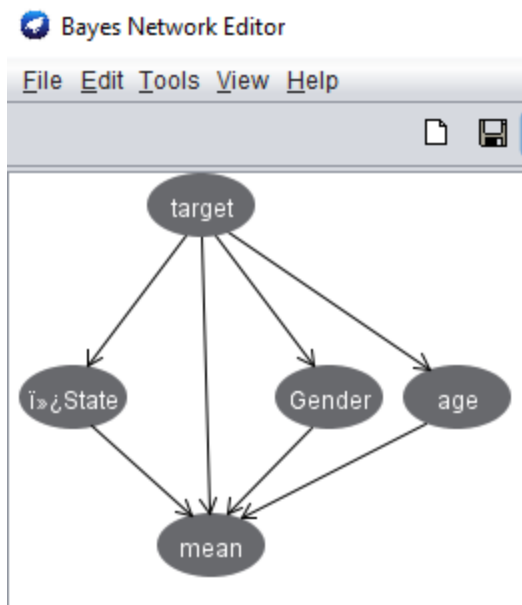 Bayes Network Editor
File Edit Tools View Help
target
ï»¿State Gender age
mean